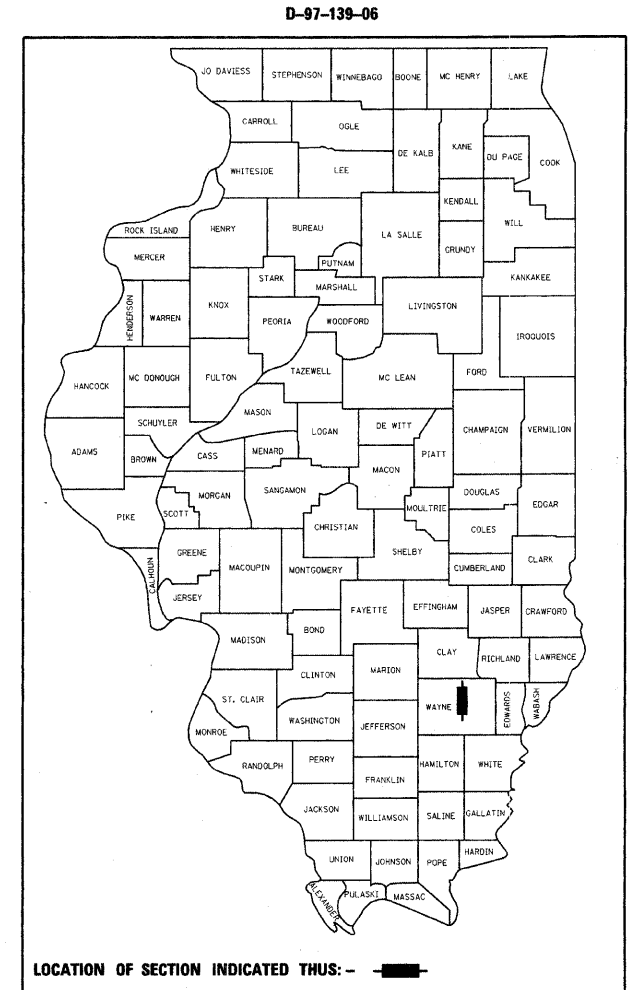 D-97-139-06
JO DAVIESS STEPHENSON WINNEBAGO BOONE MC HENRY LAKE
CARROLL OGLE DE KALB KANE DU PAGE COOK
WHITESIDE LEE
KENDALL
ROCK ISLAND HENRY BUREAU LA SALLE WILL
GRUNDY
MERCER PUTNAM
STARK MARSHALL KANKAKEE
HENDERSON WARREN KNOX LIVINGSTON
PEORIA WOODFORD
IROQUOIS
HANCOCK MC DONOUGH FULTON TAZEWELL MC LEAN FORD
MASON
SCHUYLER LOGAN DE WITT CHAMPAIGN VERMILION
ADAMS BROWN CASS MENARD PIATT
MACON
MORGAN SANGAMON DOUGLAS
PIKE SCOTT CHRISTIAN MOULTRIE EDGAR
COLES
GREENE SHELBY
CALHOUN MACOUPIN MONTGOMERY CUMBERLAND CLARK
JERSEY
FAYETTE EFFINGHAM JASPER CRAWFORD
MADISON BOND
CLAY
CLINTON MARION RICHLAND LAWRENCE
ST. CLAIR
WAYNE EDWARDS WABASH
WASHINGTON JEFFERSON
MONROE
RANDOLPH PERRY HAMILTON WHITE
FRANKLIN
JACKSON WILLIAMSON SALINE GALLATIN
UNION JOHNSON POPE HARDIN
ALEXANDER PULASKI MASSAC
LOCATION OF SECTION INDICATED THUS: -